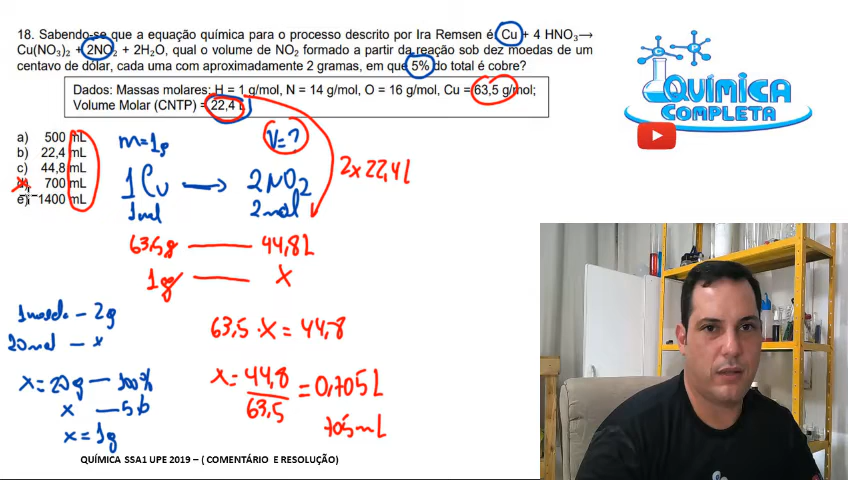 18. Sabendo-se que a equação química para o processo descrito por Ira Remsen é Cu + 4 HNO₃→
Cu(NO₃)₂ + 2NO₂ + 2H₂O, qual o volume de NO₂ formado a partir da reação sob dez moedas de um
centavo de dólar, cada uma com aproximadamente 2 gramas, em que 5% do total é cobre?
Dados: Massas molares: H = 1 g/mol, N = 14 g/mol, O = 16 g/mol, Cu = 63,5 g/mol;
Volume Molar (CNTP) = 22,4 L
a) 500 mL
b) 22,4 mL
c) 44,8 mL
d) 700 mL
e) 1400 mL
m=1g
V=?
1Cu → 2NO₂
1mol 2mol
2x22,4L
63,5g — 44,8L
1g — x
63,5 · x = 44,8
x = 44,8 / 63,5 = 0,705L
705mL
1moeda - 2g
- x
x = 20g — 100%
x — 5%
x = 1g
QUÍMICA COMPLETA
C P
QUÍMICA SSA1 UPE 2019 – ( COMENTÁRIO E RESOLUÇÃO)